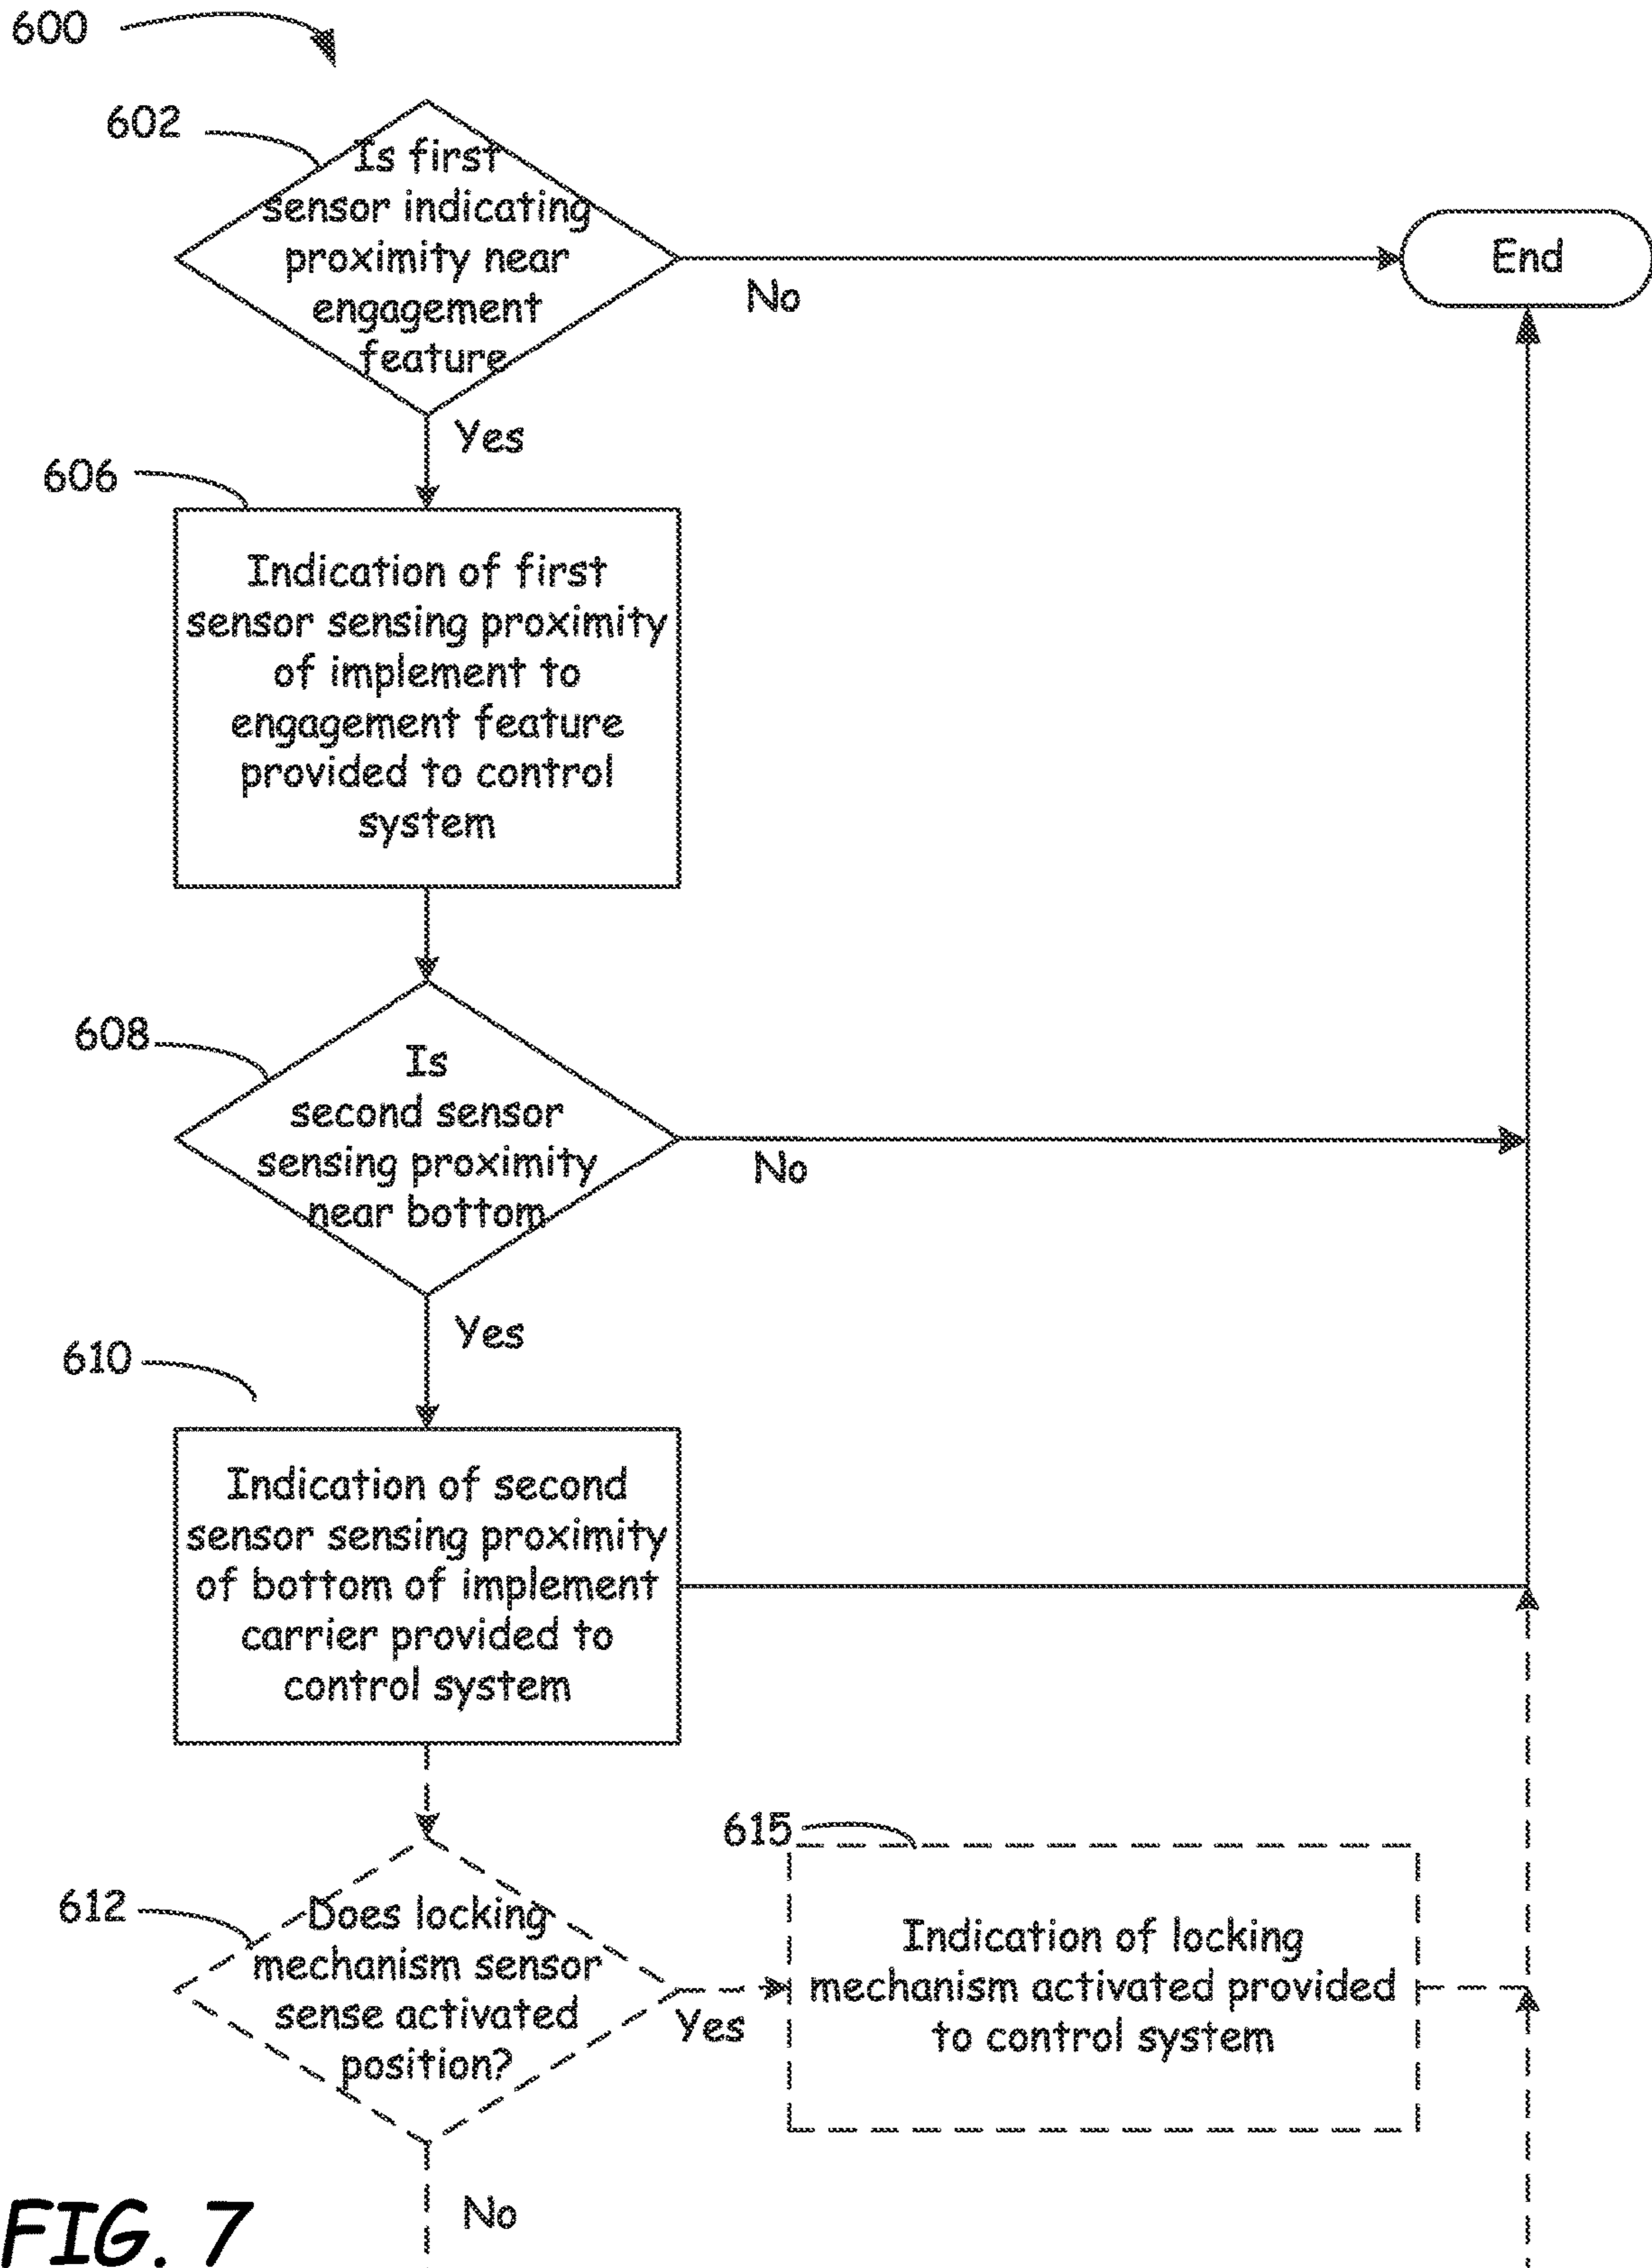 600
602
Is first
sensor indicating
proximity near
engagement
feature
No
End
Yes
606
Indication of first
sensor sensing proximity
of implement to
engagement feature
provided to control
system
608
Is
second sensor
sensing proximity
near bottom
No
Yes
610
Indication of second
sensor sensing proximity
of bottom of implement
carrier provided to
control system
615
612
Does locking
mechanism sensor
sense activated
position?
Yes
Indication of locking
mechanism activated provided
to control system
No
FIG. 7